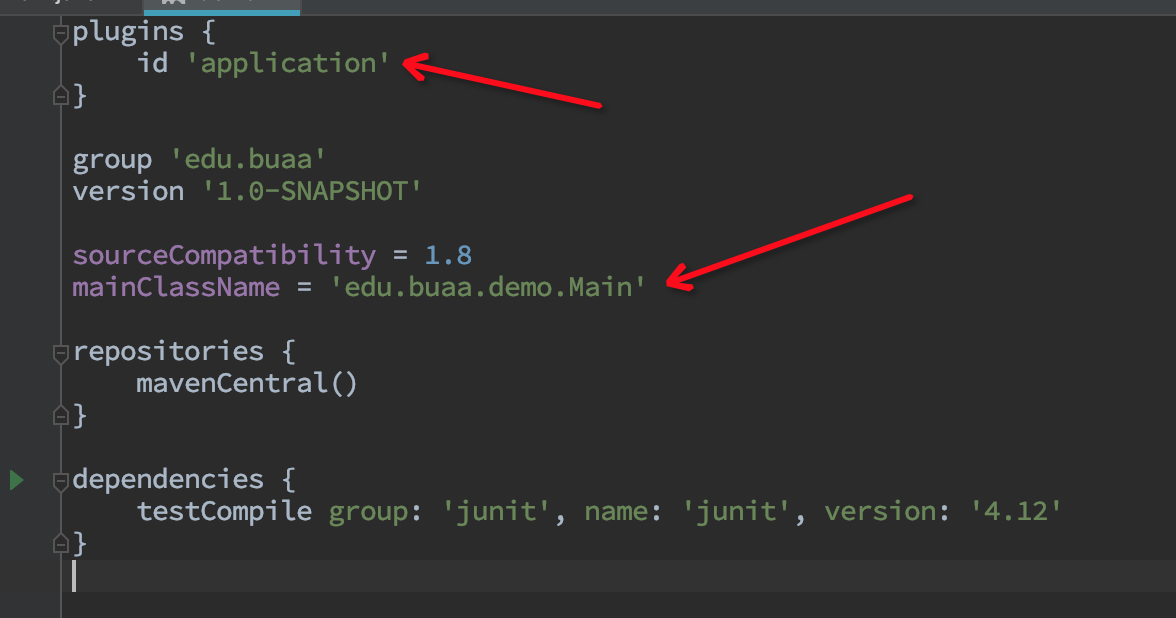 plugins {
    id 'application'
}
group 'edu.buaa'
version '1.0-SNAPSHOT'
sourceCompatibility = 1.8
mainClassName = 'edu.buaa.demo.Main'
repositories {
    mavenCentral()
}
dependencies {
    testCompile group: 'junit', name: 'junit', version: '4.12'
}